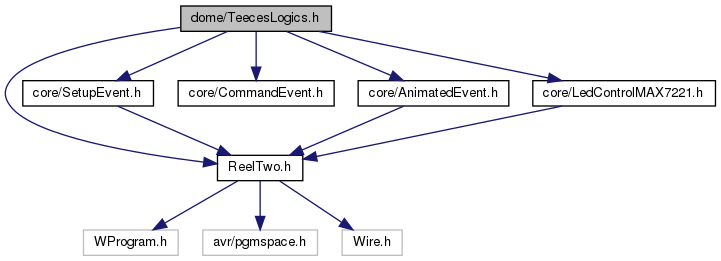 dome/TeecesLogics.h
core/SetupEvent.h
core/CommandEvent.h
core/AnimatedEvent.h
core/LedControlMAX7221.h
ReelTwo.h
WProgram.h
avr/pgmspace.h
Wire.h